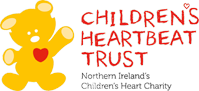 CHILDREN'S
HEARTBEAT
TRUST
Northern Ireland's
Children's Heart Charity